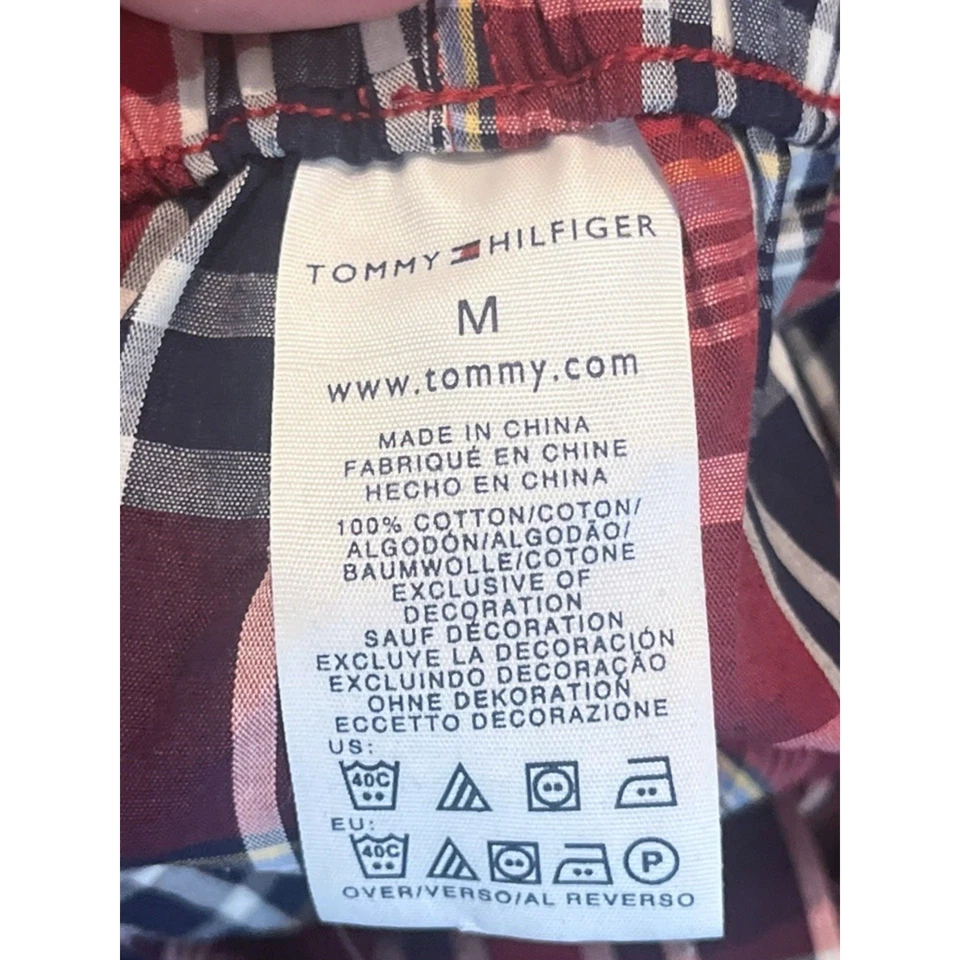 TOMMY HILFIGER
M
www.tommy.com
MADE IN CHINA
FABRIQUÉ EN CHINE
HECHO EN CHINA
100% COTTON/COTON/
ALGODÓN/ALGODÃO/
BAUMWOLLE/COTONE
EXCLUSIVE OF
DECORATION
SAUF DÉCORATION
EXCLUYE LA DECORACIÓN
EXCLUINDO DECORAÇÃO
OHNE DEKORATION
ECCETTO DECORAZIONE
US:
40C
EU:
40C P
OVER/VERSO/AL REVERSO